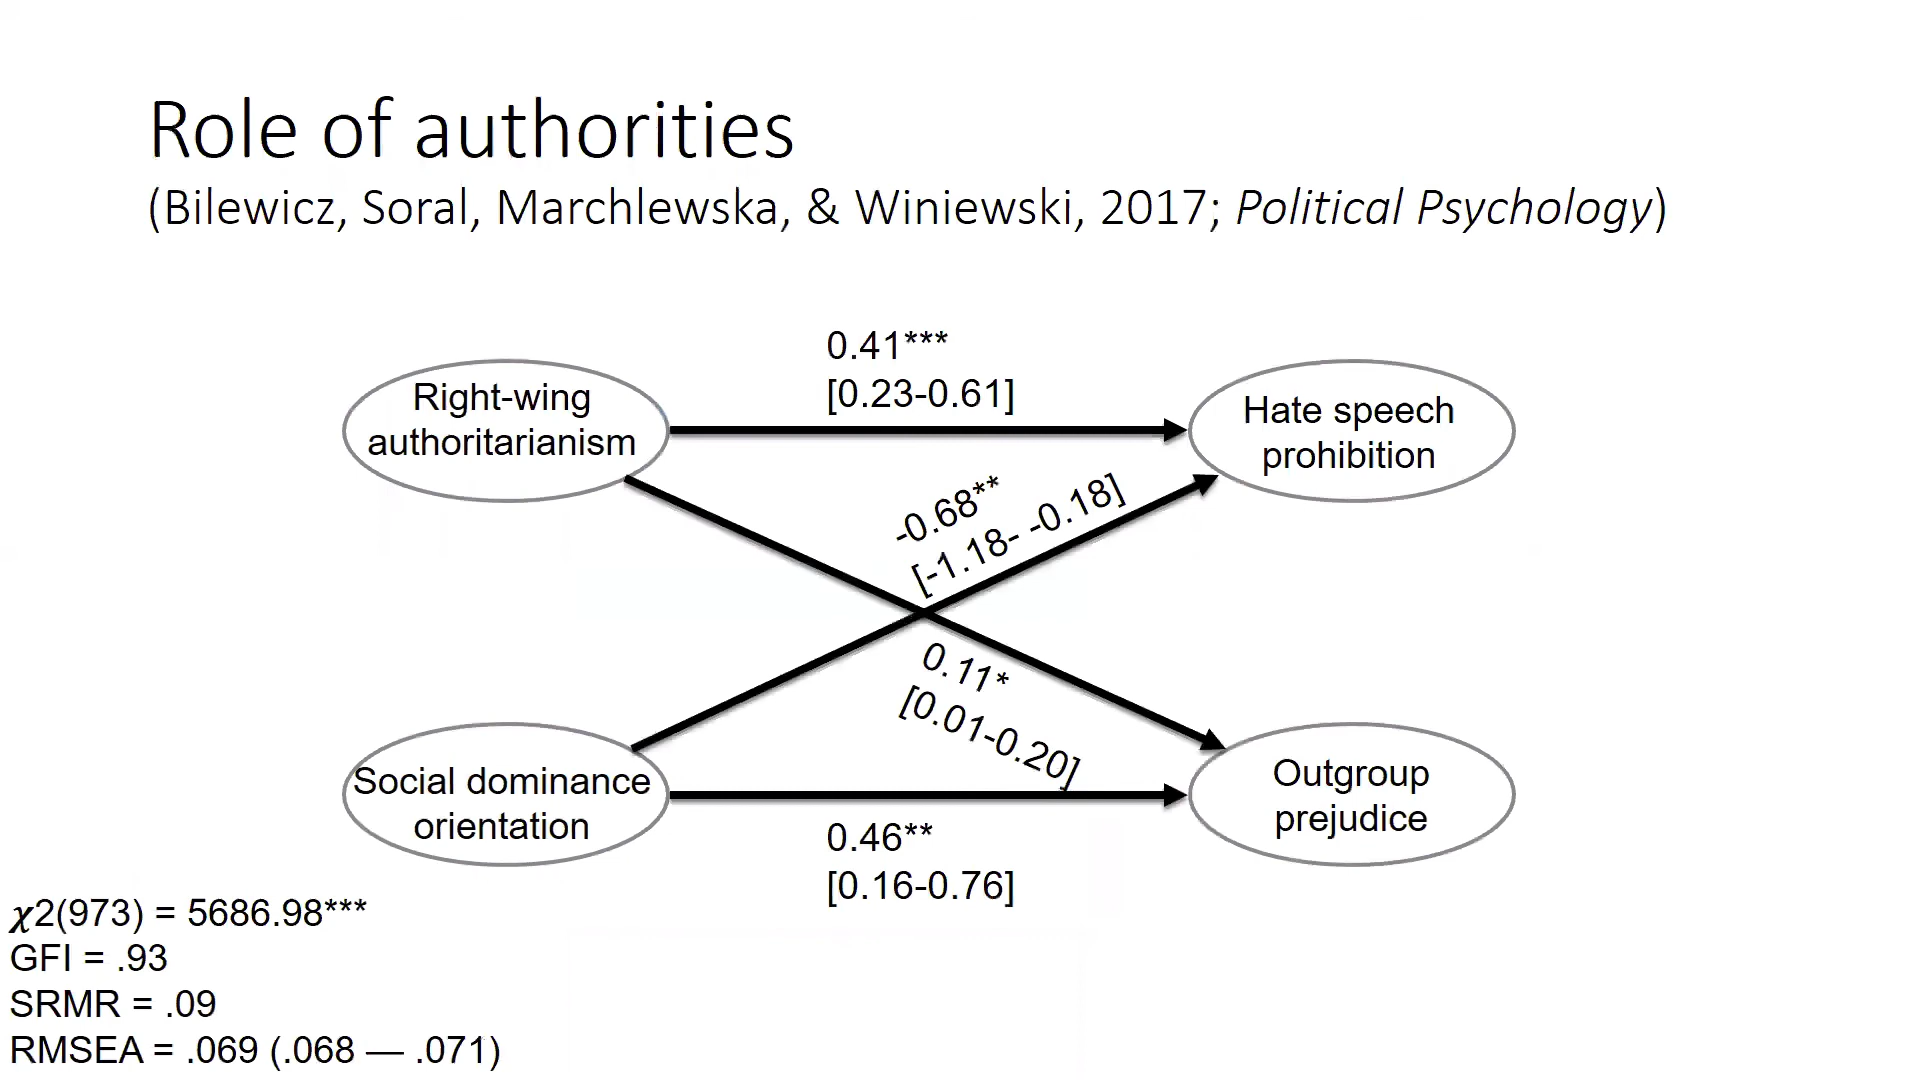 Role of authorities
(Bilewicz, Soral, Marchlewska, & Winiewski, 2017; Political Psychology)
0.41***
[0.23-0.61]
Right-wing
authoritarianism
Hate speech
prohibition
-0.68**
[-1.18- -0.18]
0.11*
[0.01-0.20]
Social dominance
orientation
Outgroup
prejudice
0.46**
[0.16-0.76]
𝝌2(973) = 5686.98***
GFI = .93
SRMR = .09
RMSEA = .069 (.068 — .071)